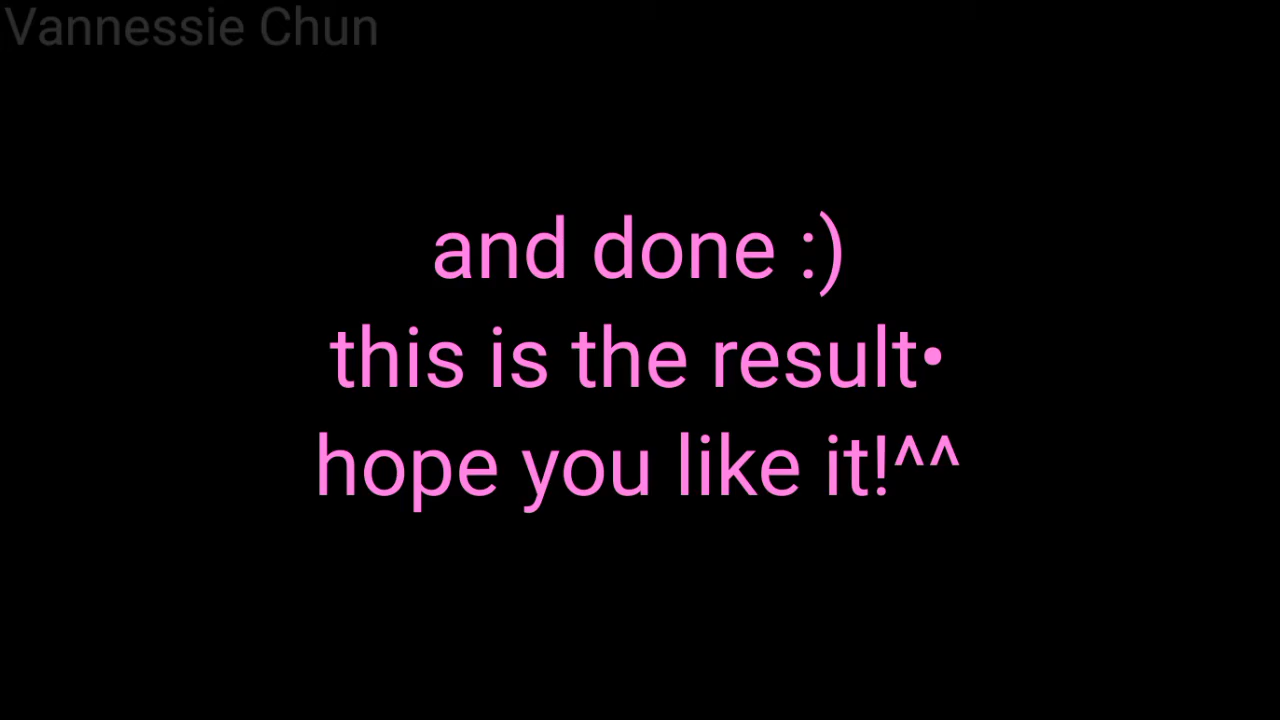 Vannessie Chun
and done :)
this is the result•
hope you like it!^^